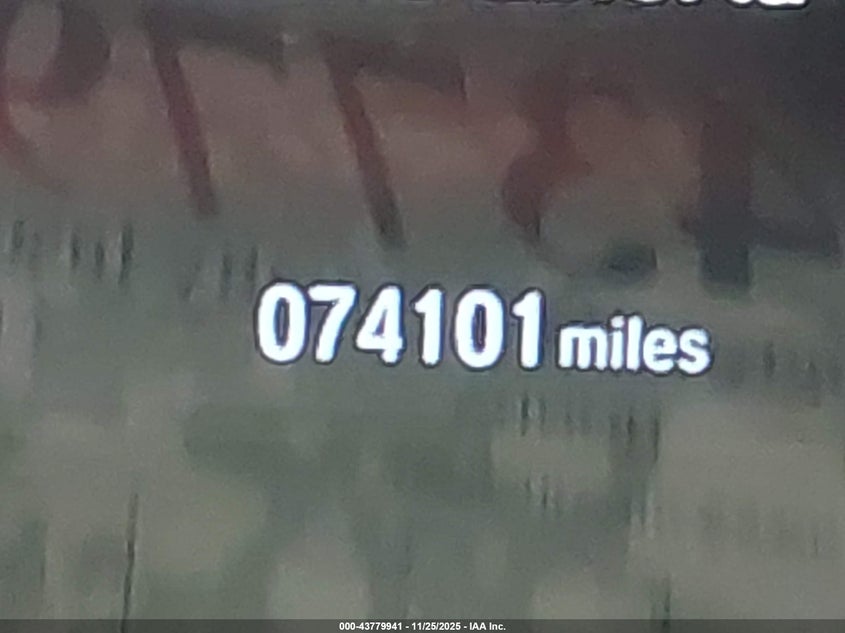 074101 miles
000-43779941 - 11/25/2025 - IAA Inc.